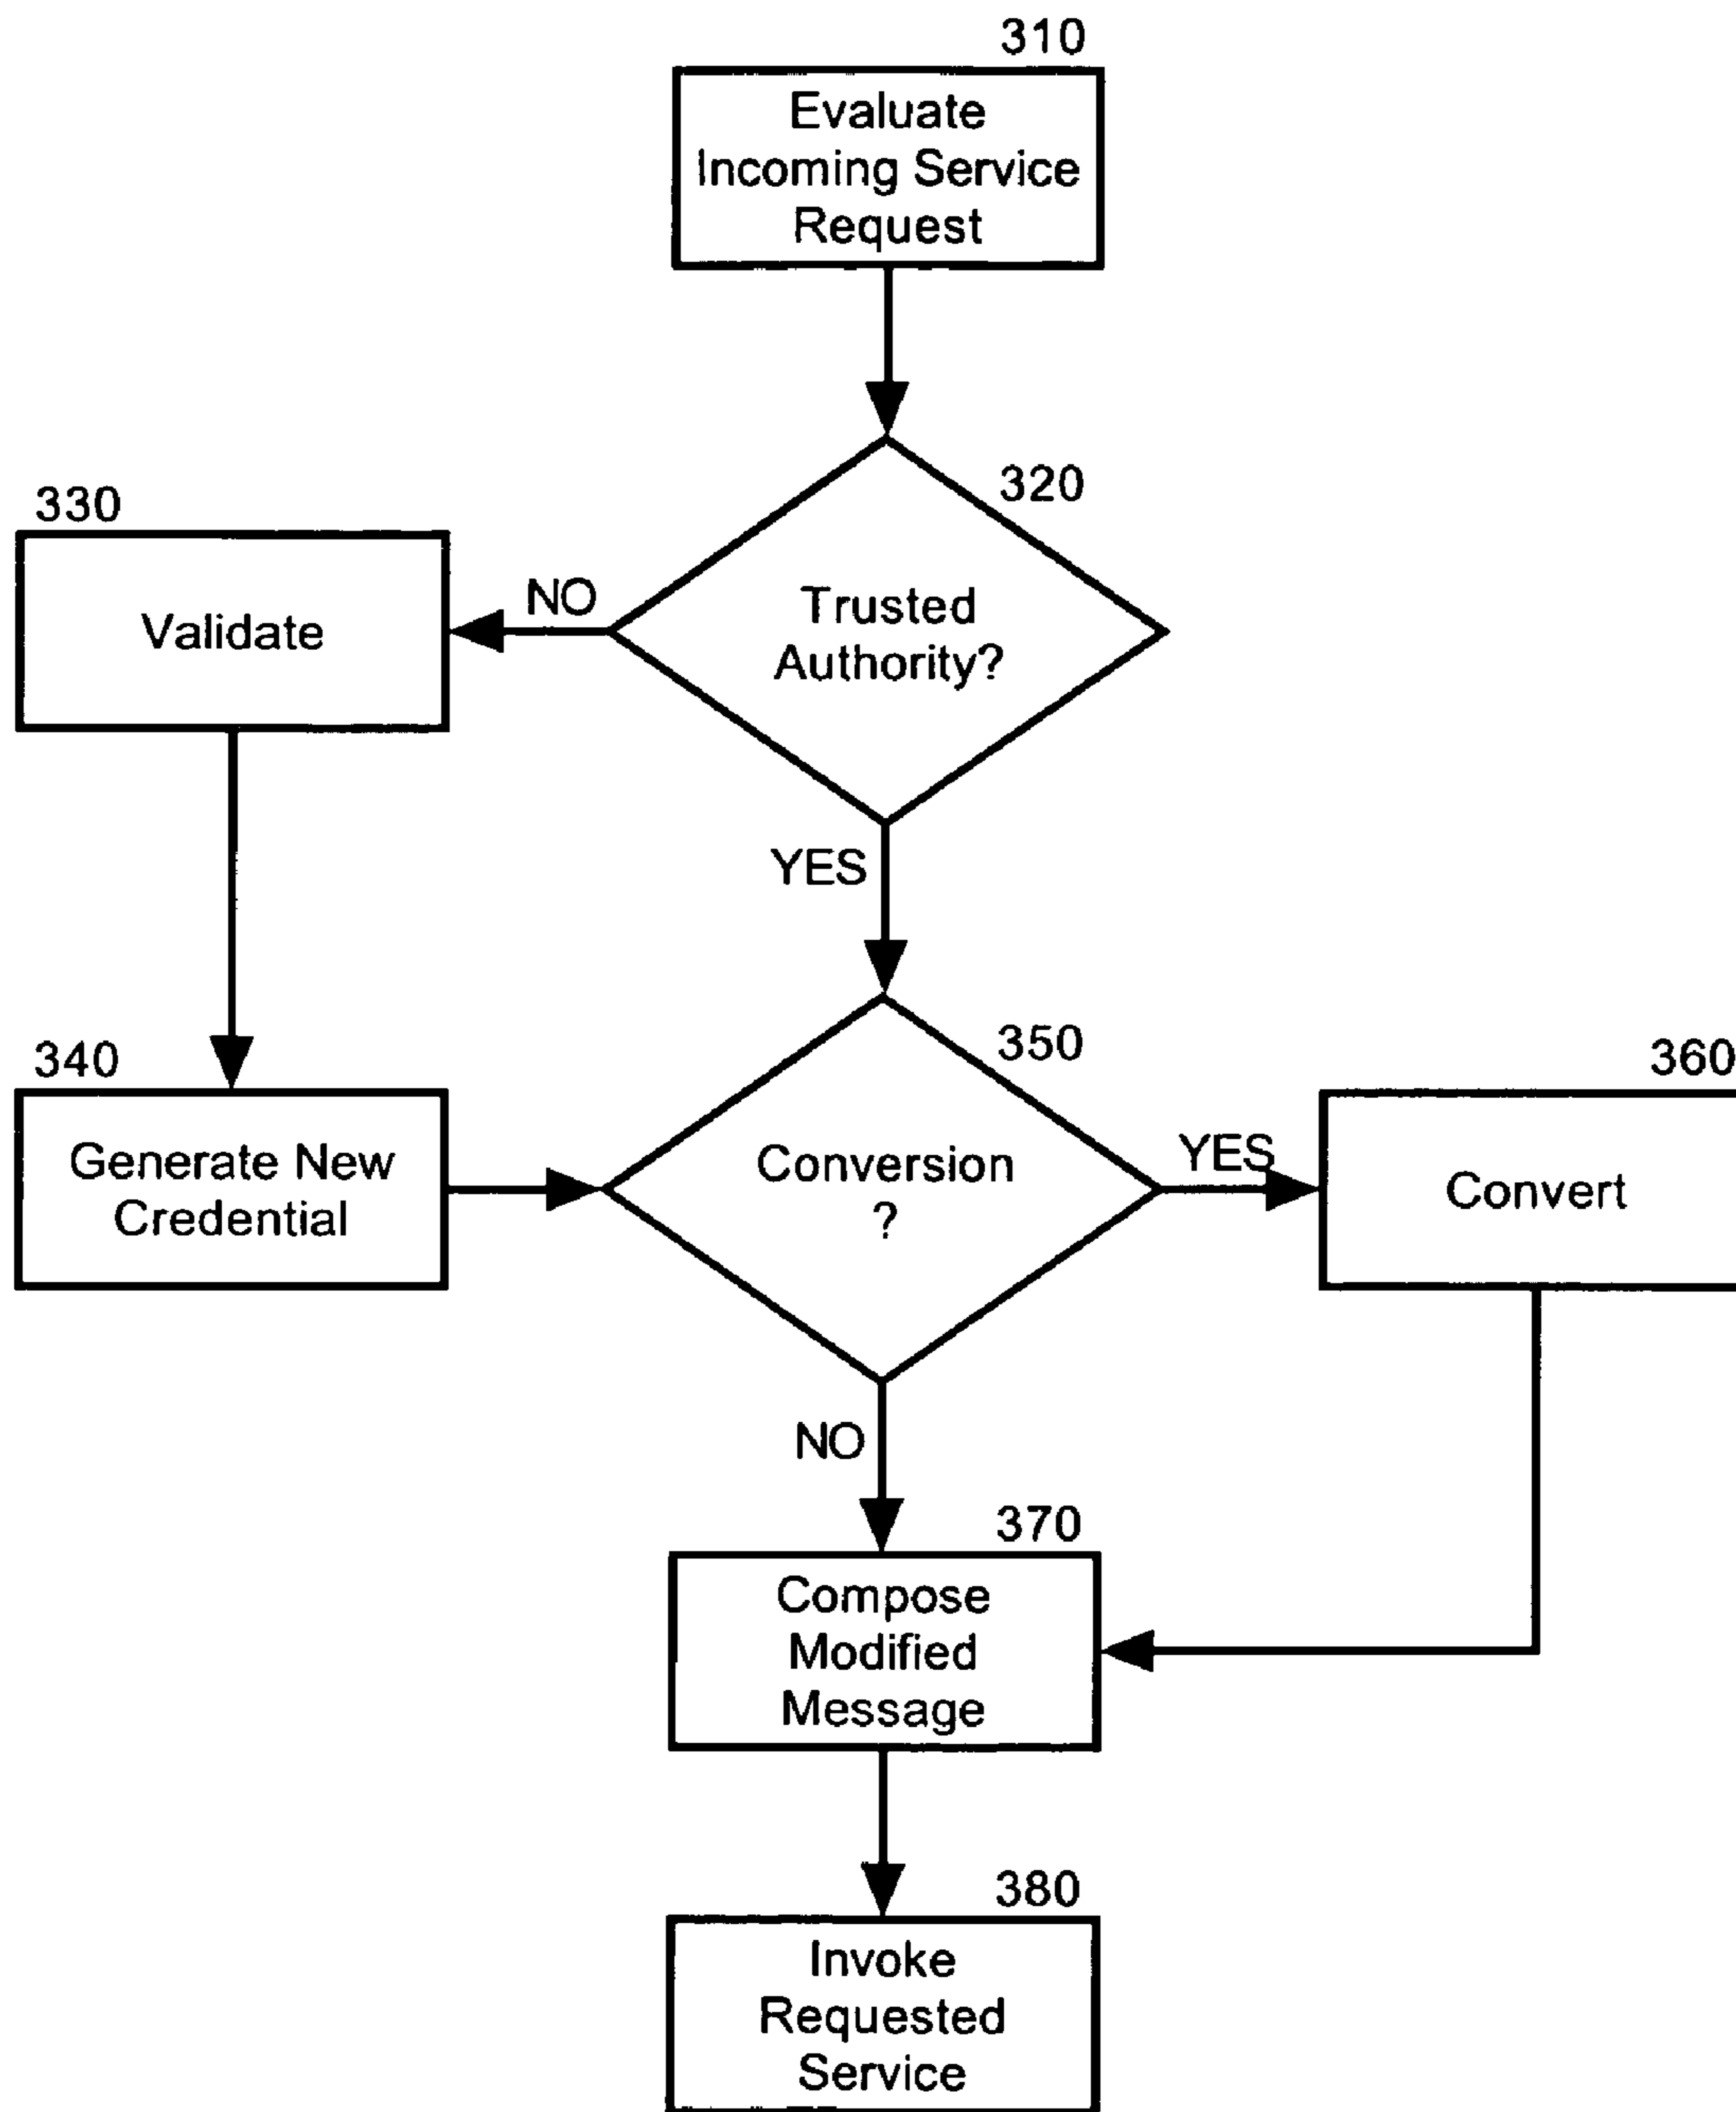 310
Evaluate
Incoming Service
Request
320
Trusted
Authority?
NO
330
Validate
YES
340
Generate New
Credential
350
Conversion
?
YES
360
Convert
NO
370
Compose
Modified
Message
380
Invoke
Requested
Service